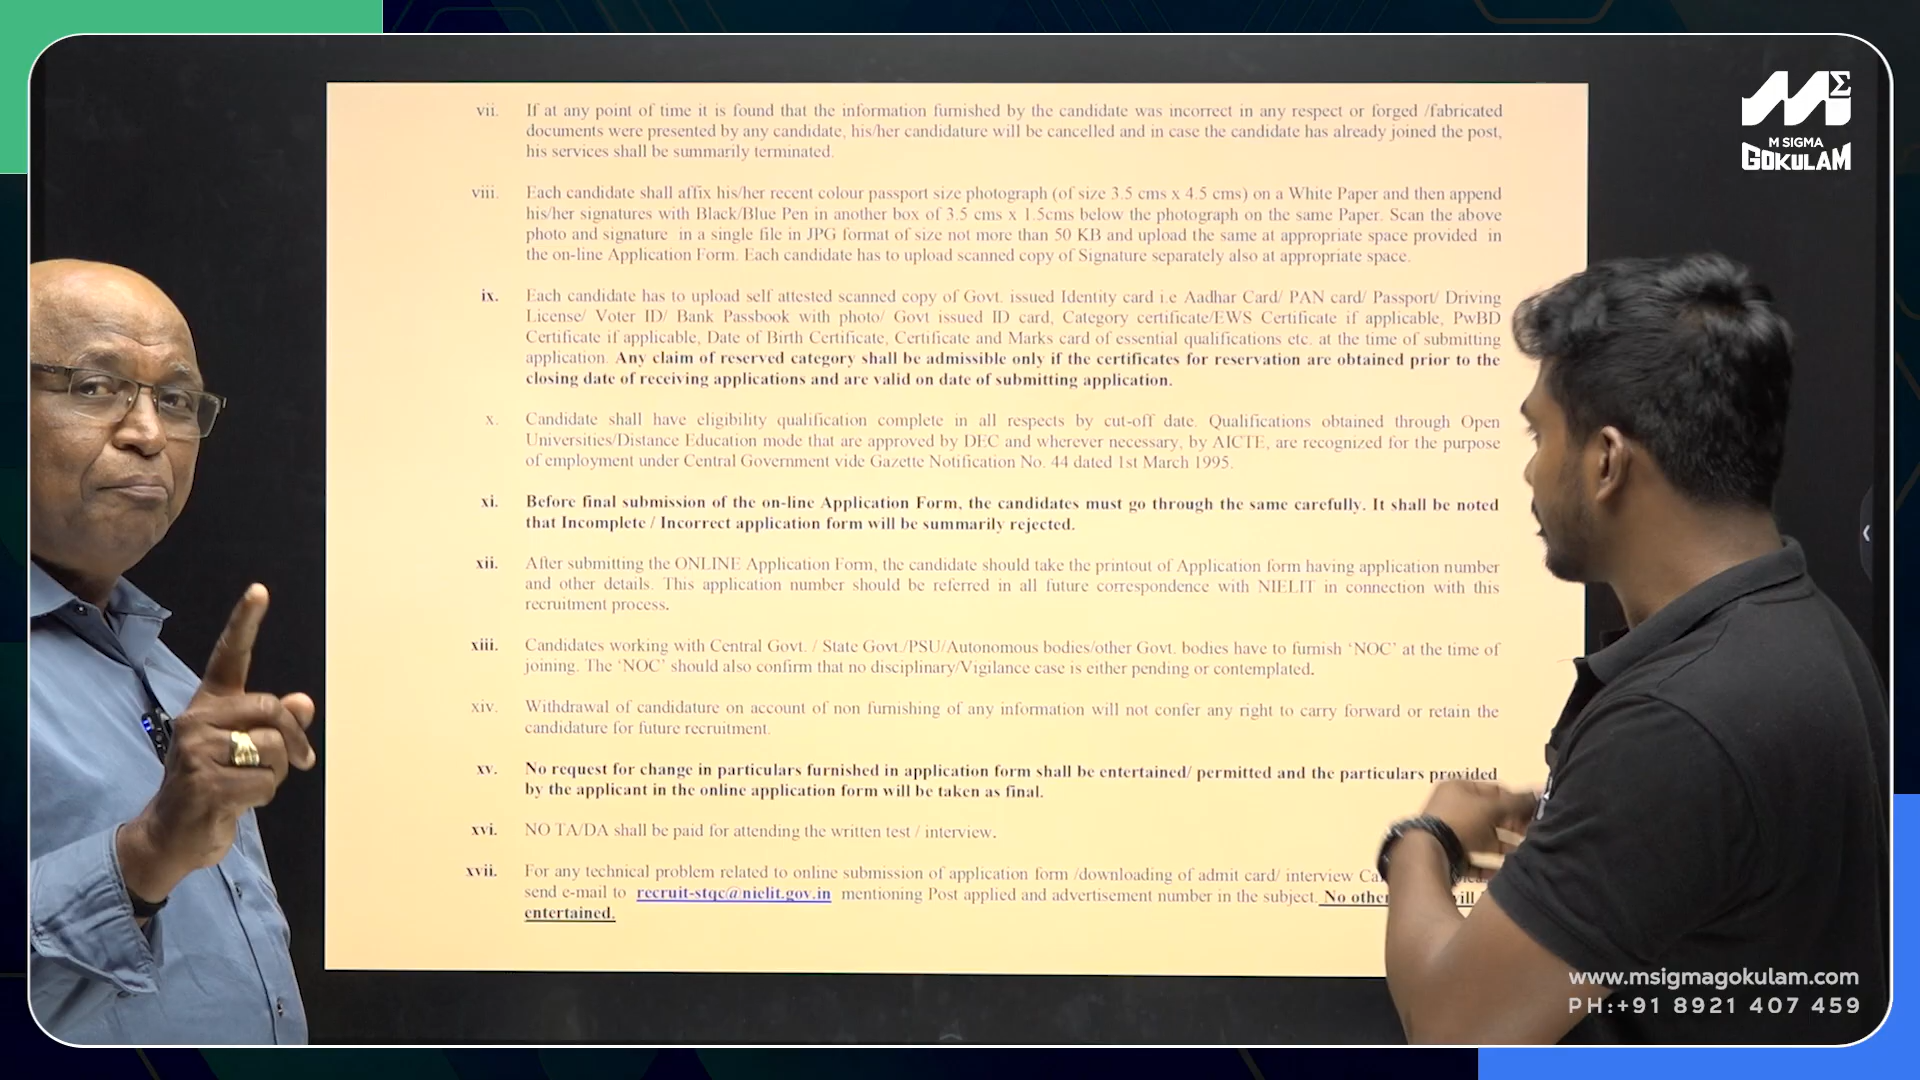 M Σ
M SIGMA
GOKULAM
vii. If at any point of time it is found that the information furnished by the candidate was incorrect in any respect or forged /fabricated
documents were presented by any candidate, his/her candidature will be cancelled and in case the candidate has already joined the post,
his services shall be summarily terminated.
viii. Each candidate shall affix his/her recent colour passport size photograph (of size 3.5 cms x 4.5 cms) on a White Paper and then append
his/her signatures with Black/Blue Pen in another box of 3.5 cms x 1.5cms below the photograph on the same Paper. Scan the above
photo and signature in a single file in JPG format of size not more than 50 KB and upload the same at appropriate space provided in
the on-line Application Form. Each candidate has to upload scanned copy of Signature separately also at appropriate space.
ix. Each candidate has to upload self attested scanned copy of Govt. issued Identity card i.e Aadhar Card/ PAN card/ Passport/ Driving
License/ Voter ID/ Bank Passbook with photo/ Govt issued ID card, Category certificate/EWS Certificate if applicable, PwBD
Certificate if applicable, Date of Birth Certificate, Certificate and Marks card of essential qualifications etc. at the time of submitting
application. Any claim of reserved category shall be admissible only if the certificates for reservation are obtained prior to the
closing date of receiving applications and are valid on date of submitting application.
x. Candidate shall have eligibility qualification complete in all respects by cut-off date. Qualifications obtained through Open
Universities/Distance Education mode that are approved by DEC and wherever necessary, by AICTE, are recognized for the purpose
of employment under Central Government vide Gazette Notification No. 44 dated 1st March 1995.
xi. Before final submission of the on-line Application Form, the candidates must go through the same carefully. It shall be noted
that Incomplete / Incorrect application form will be summarily rejected.
xii. After submitting the ONLINE Application Form, the candidate should take the printout of Application form having application number
and other details. This application number should be referred in all future correspondence with NIELIT in connection with this
recruitment process.
xiii. Candidates working with Central Govt. / State Govt./PSU/Autonomous bodies/other Govt. bodies have to furnish ‘NOC’ at the time of
joining. The ‘NOC’ should also confirm that no disciplinary/Vigilance case is either pending or contemplated.
xiv. Withdrawal of candidature on account of non furnishing of any information will not confer any right to carry forward or retain the
candidature for future recruitment.
xv. No request for change in particulars furnished in application form shall be entertained/ permitted and the particulars provided
by the applicant in the online application form will be taken as final.
xvi. NO TA/DA shall be paid for attending the written test / interview.
xvii. For any technical problem related to online submission of application form /downloading of admit card/ interview
send e-mail to recruit-stqc@nielit.gov.in mentioning Post applied and advertisement number in the subject. No other
entertained.
www.msigmagokulam.com
PH:+91 8921 407 459